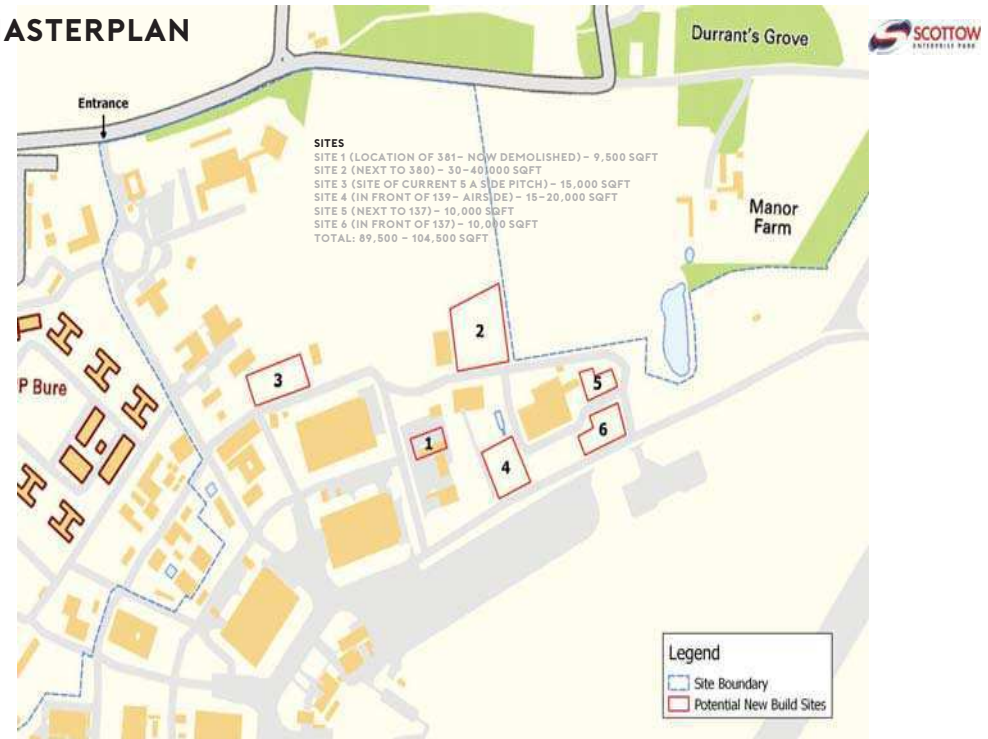 ASTERPLAN
SCOTTOW
ENTERPRISE PARK
Durrant's Grove
Entrance
SITES
SITE 1 (LOCATION OF 381– NOW DEMOLISHED) – 9,500 SQFT
SITE 2 (NEXT TO 380) – 30–40,000 SQFT
SITE 3 (SITE OF CURRENT 5 A SIDE PITCH) – 15,000 SQFT
SITE 4 (IN FRONT OF 139– AIRSIDE) – 15–20,000 SQFT
SITE 5 (NEXT TO 137) – 10,000 SQFT
SITE 6 (IN FRONT OF 137) – 10,000 SQFT
TOTAL: 89,500 – 104,500 SQFT
Manor
Farm
2
3
5
P Bure
6
1
4
Legend
Site Boundary
Potential New Build Sites